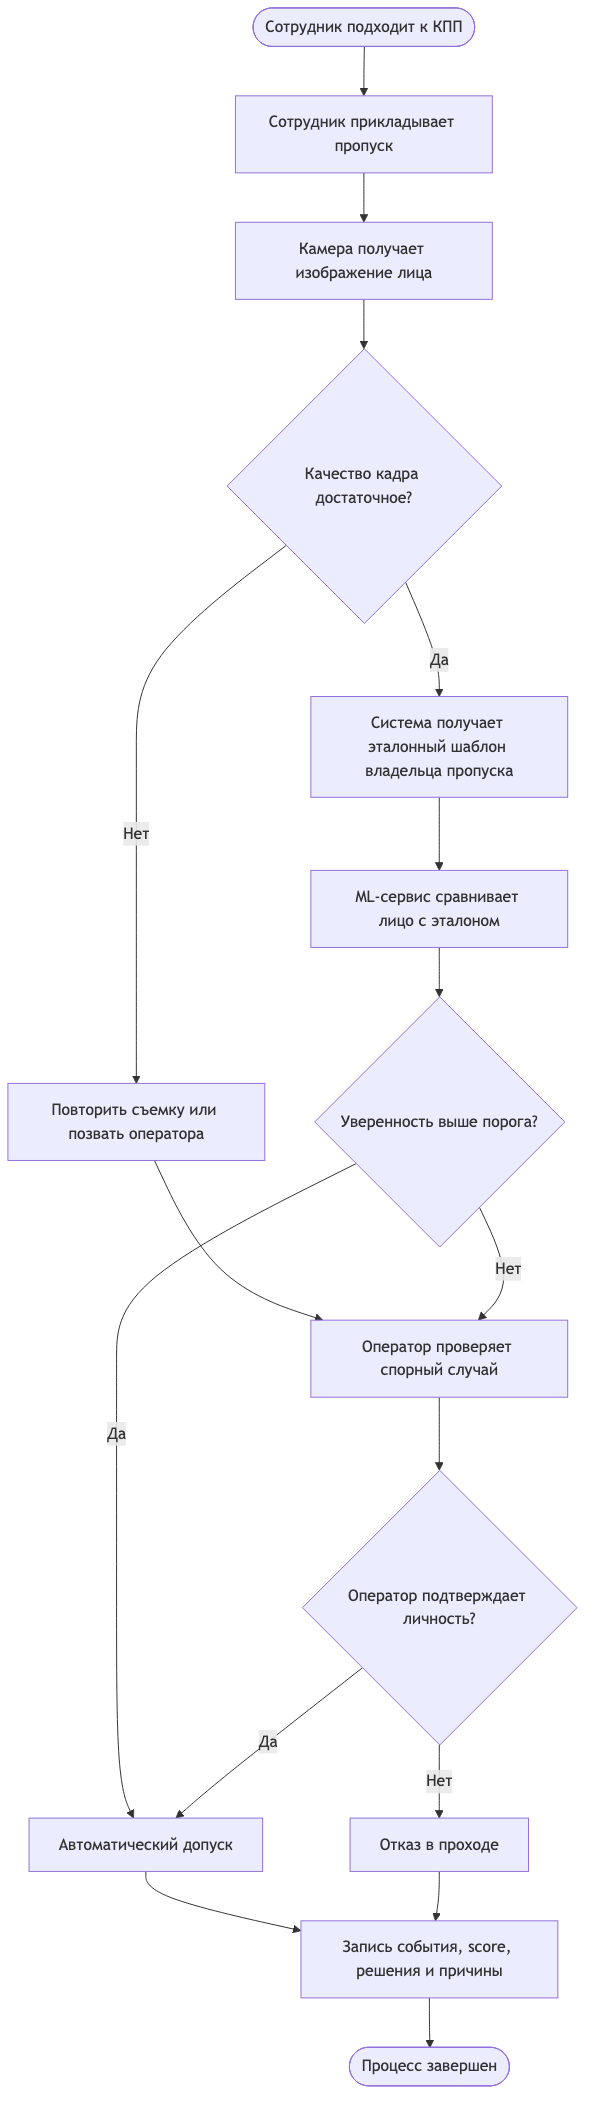 Сотрудник подходит к КПП
Сотрудник прикладывает
пропуск
Камера получает
изображение лица
Качество кадра
достаточное?
Да
Система получает
эталонный шаблон
владельца пропуска
Нет
ML-сервис сравнивает
лицо с эталоном
Повторить съемку или
позвать оператора
Уверенность выше порога?
Нет
Оператор проверяет
спорный случай
Да
Оператор подтверждает
личность?
Да
Нет
Автоматический допуск
Отказ в проходе
Запись события, score,
решения и причины
Процесс завершен